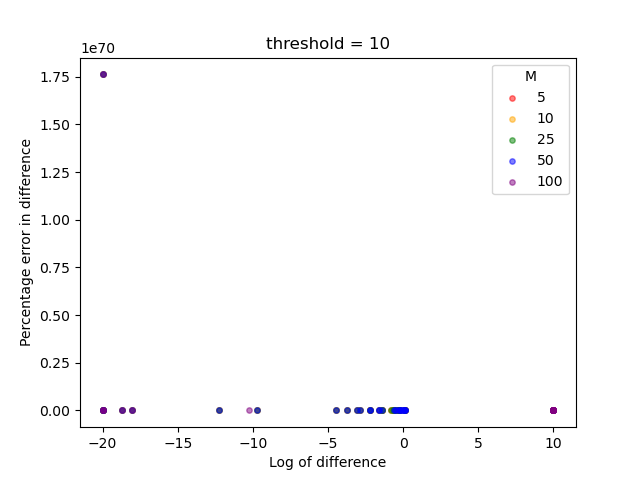 threshold = 10
1e70
Percentage error in difference
1.75
1.50
1.25
1.00
0.75
0.50
0.25
0.00
M
5
10
25
50
100
−20 −15 −10 −5 0 5 10
Log of difference